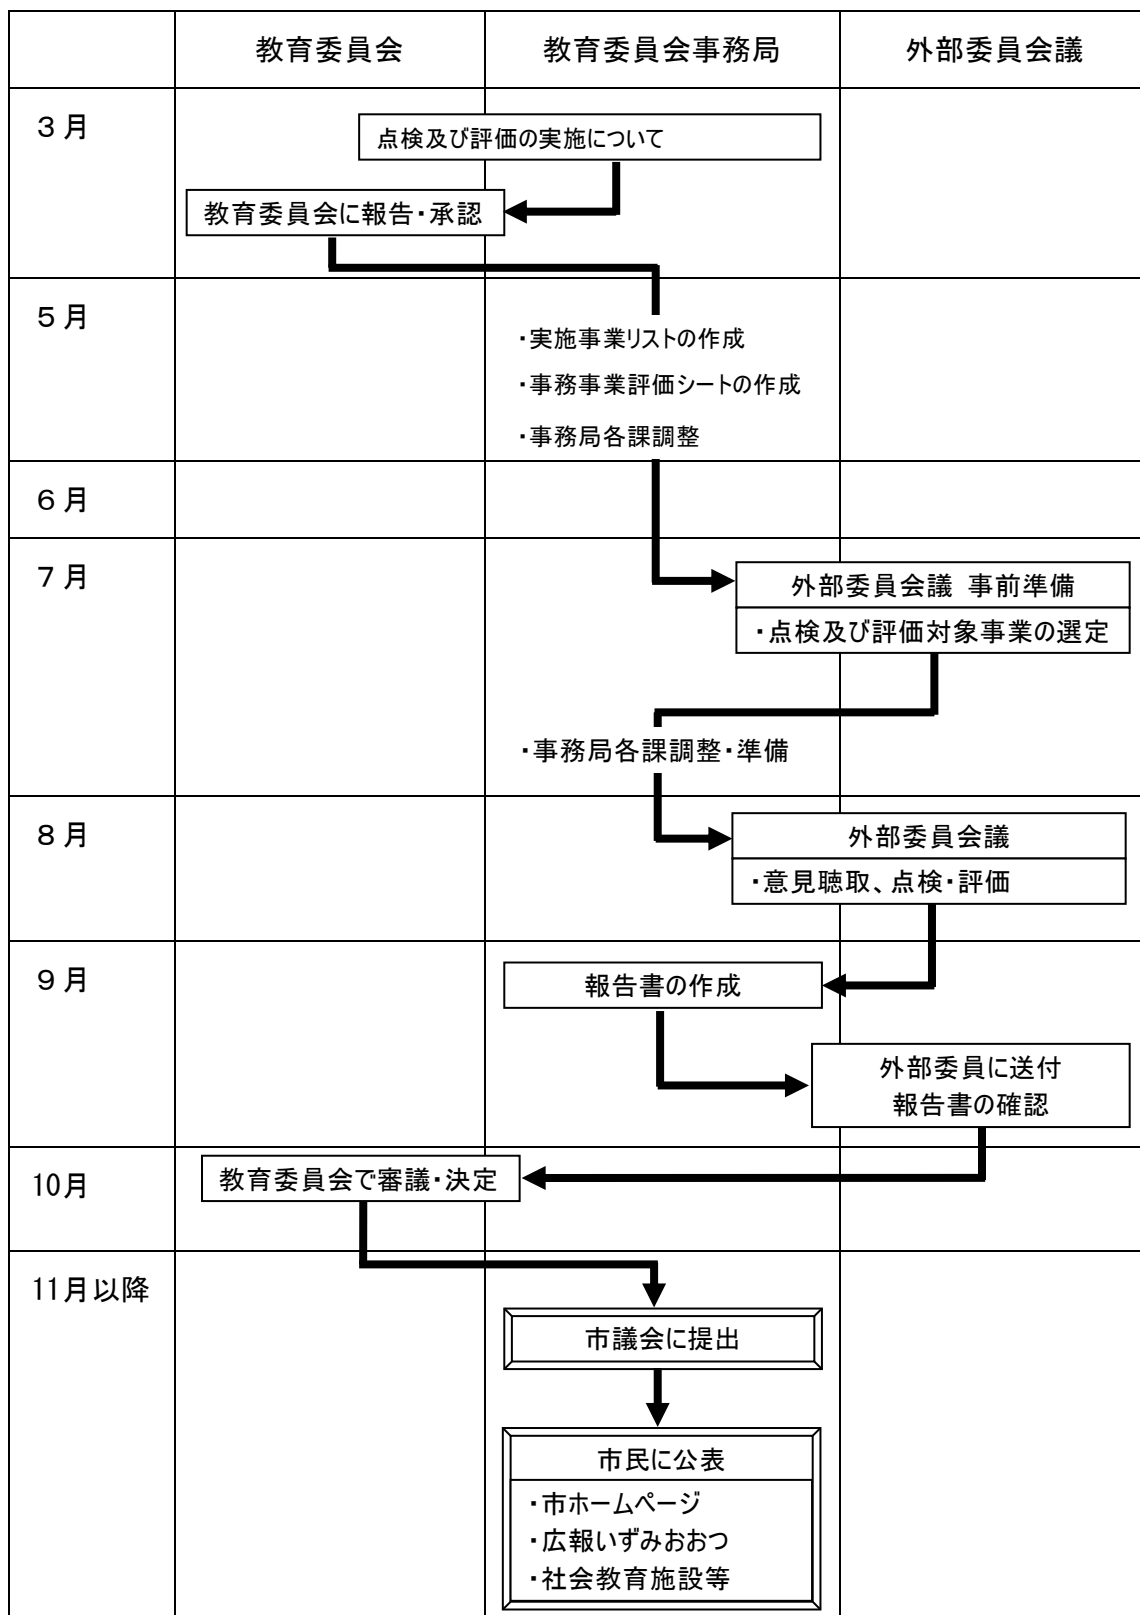 教育委員会
教育委員会事務局
外部委員会議
３月
点検及び評価の実施について
教育委員会に報告・承認
５月
・実施事業リストの作成
・事務事業評価シートの作成
・事務局各課調整
６月
７月
外部委員会議 事前準備
・点検及び評価対象事業の選定
・事務局各課調整・準備
８月
外部委員会議
・意見聴取、点検・評価
９月
報告書の作成
外部委員に送付
報告書の確認
10月
教育委員会で審議・決定
11月以降
市議会に提出
市民に公表
・市ホームページ
・広報いずみおおつ
・社会教育施設等